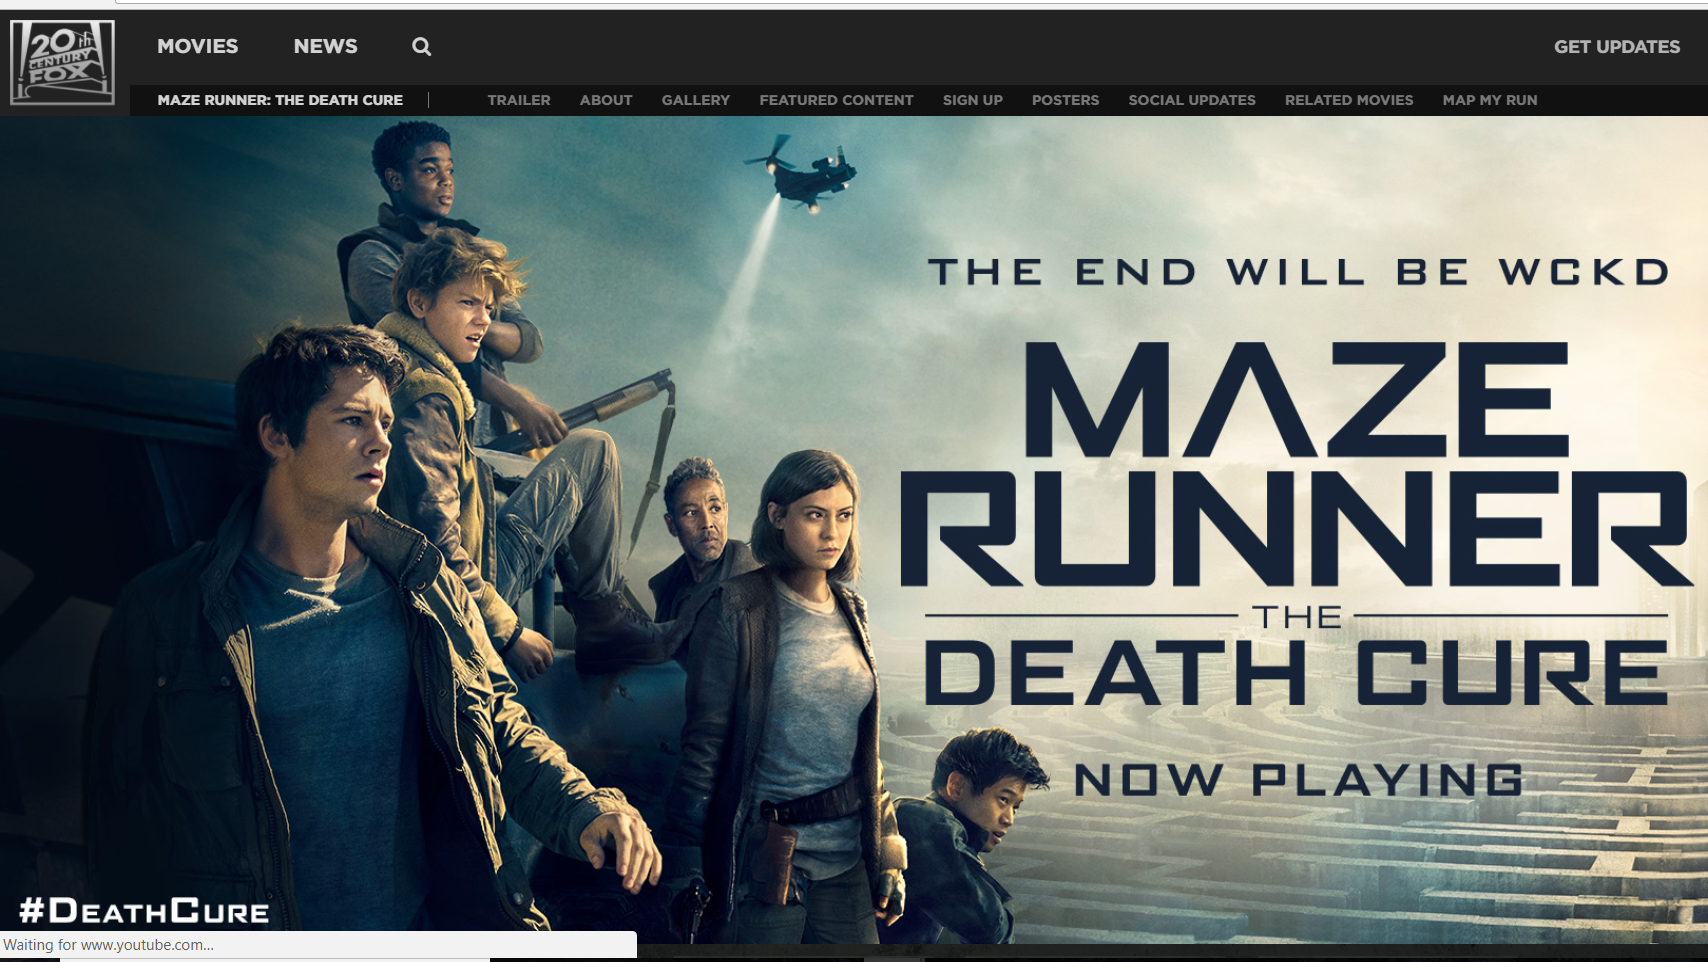 20th
CENTURY
FOX
MOVIES NEWS GET UPDATES
MAZE RUNNER: THE DEATH CURE TRAILER ABOUT GALLERY FEATURED CONTENT SIGN UP POSTERS SOCIAL UPDATES RELATED MOVIES MAP MY RUN
THE END WILL BE WCKD
MAZE
RUNNER
THE
DEATH CURE
NOW PLAYING
#DEATHCURE
Waiting for www.youtube.com...